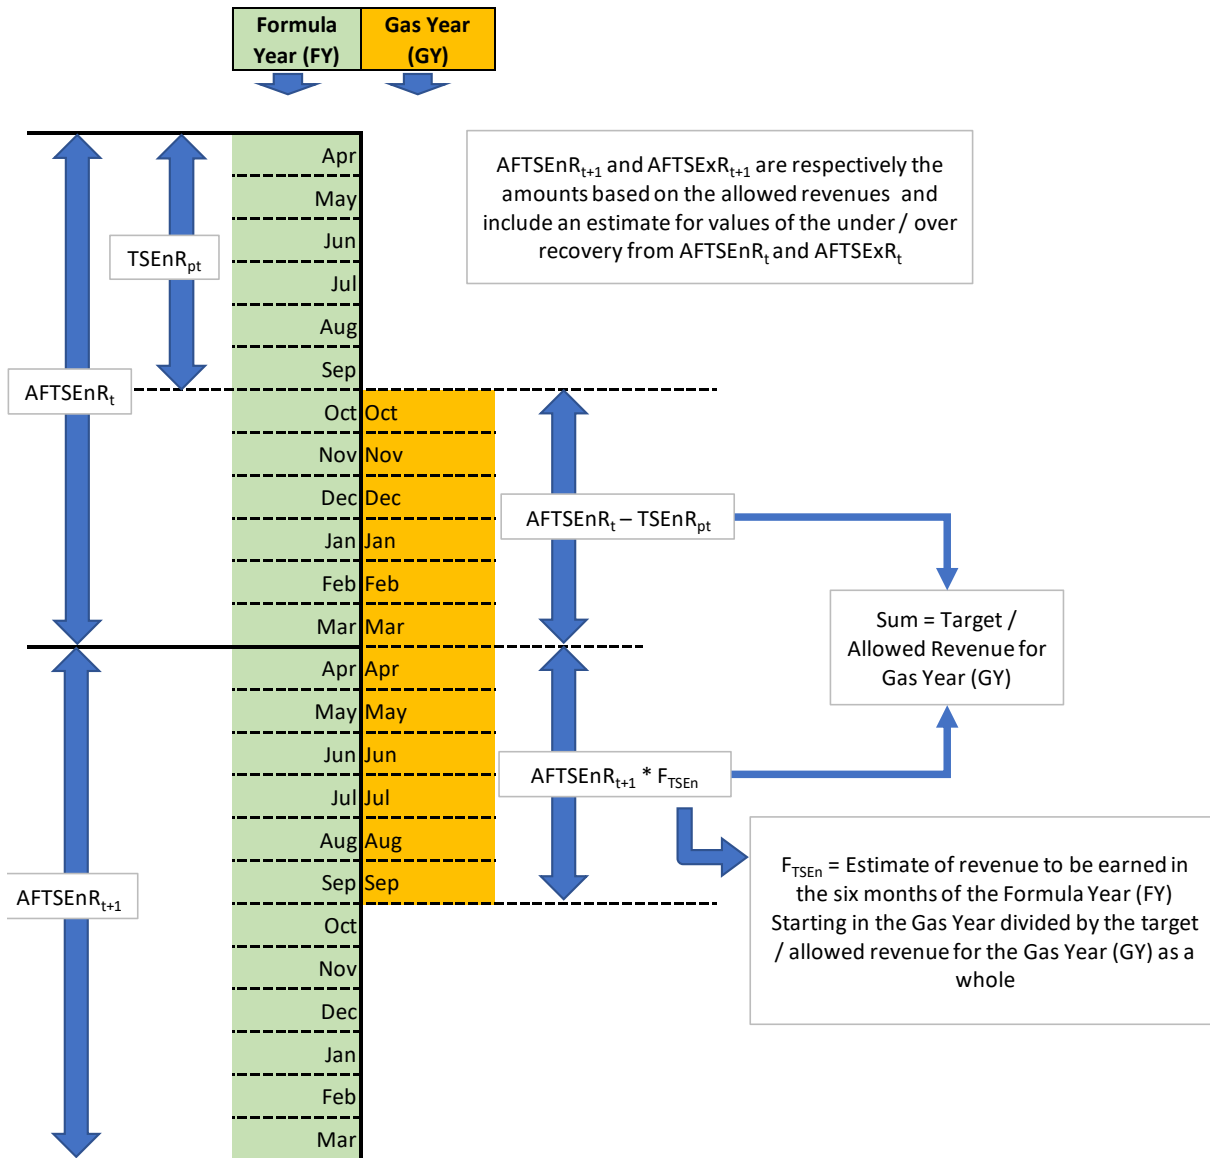 Formula Year (FY)
Gas Year (GY)
AFTSEnRt+1 and AFTSExRt+1 are respectively the
amounts based on the allowed revenues and
include an estimate for values of the under / over
recovery from AFTSEnRt and AFTSExRt
Apr
May
Jun
TSEnRpt
Jul
Aug
Sep
AFTSEnRt
Oct Oct
Nov Nov
Dec Dec
AFTSEnRt – TSEnRpt
Jan Jan
Feb Feb
Mar Mar
Sum = Target /
Allowed Revenue for
Gas Year (GY)
Apr Apr
May May
Jun Jun
AFTSEnRt+1 * FTSEn
Jul Jul
Aug Aug
Sep Sep
AFTSEnRt+1
FTSEn = Estimate of revenue to be earned in
the six months of the Formula Year (FY)
Starting in the Gas Year divided by the target
/ allowed revenue for the Gas Year (GY) as a
whole
Oct
Nov
Dec
Jan
Feb
Mar